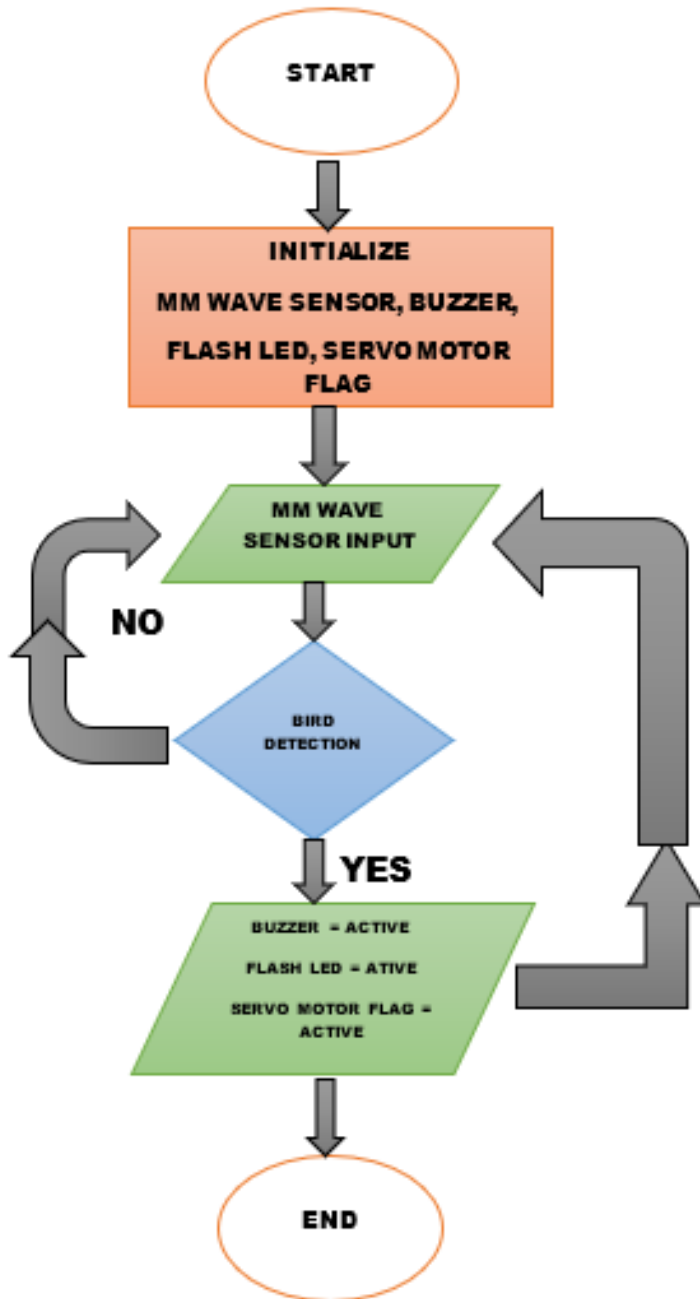 START
INITIALIZE
MM WAVE SENSOR, BUZZER,
FLASH LED, SERVO MOTOR
FLAG
MM WAVE
SENSOR INPUT
NO
BIRD
DETECTION
YES
BUZZER = ACTIVE
FLASH LED = ATIVE
SERVO MOTOR FLAG =
ACTIVE
END